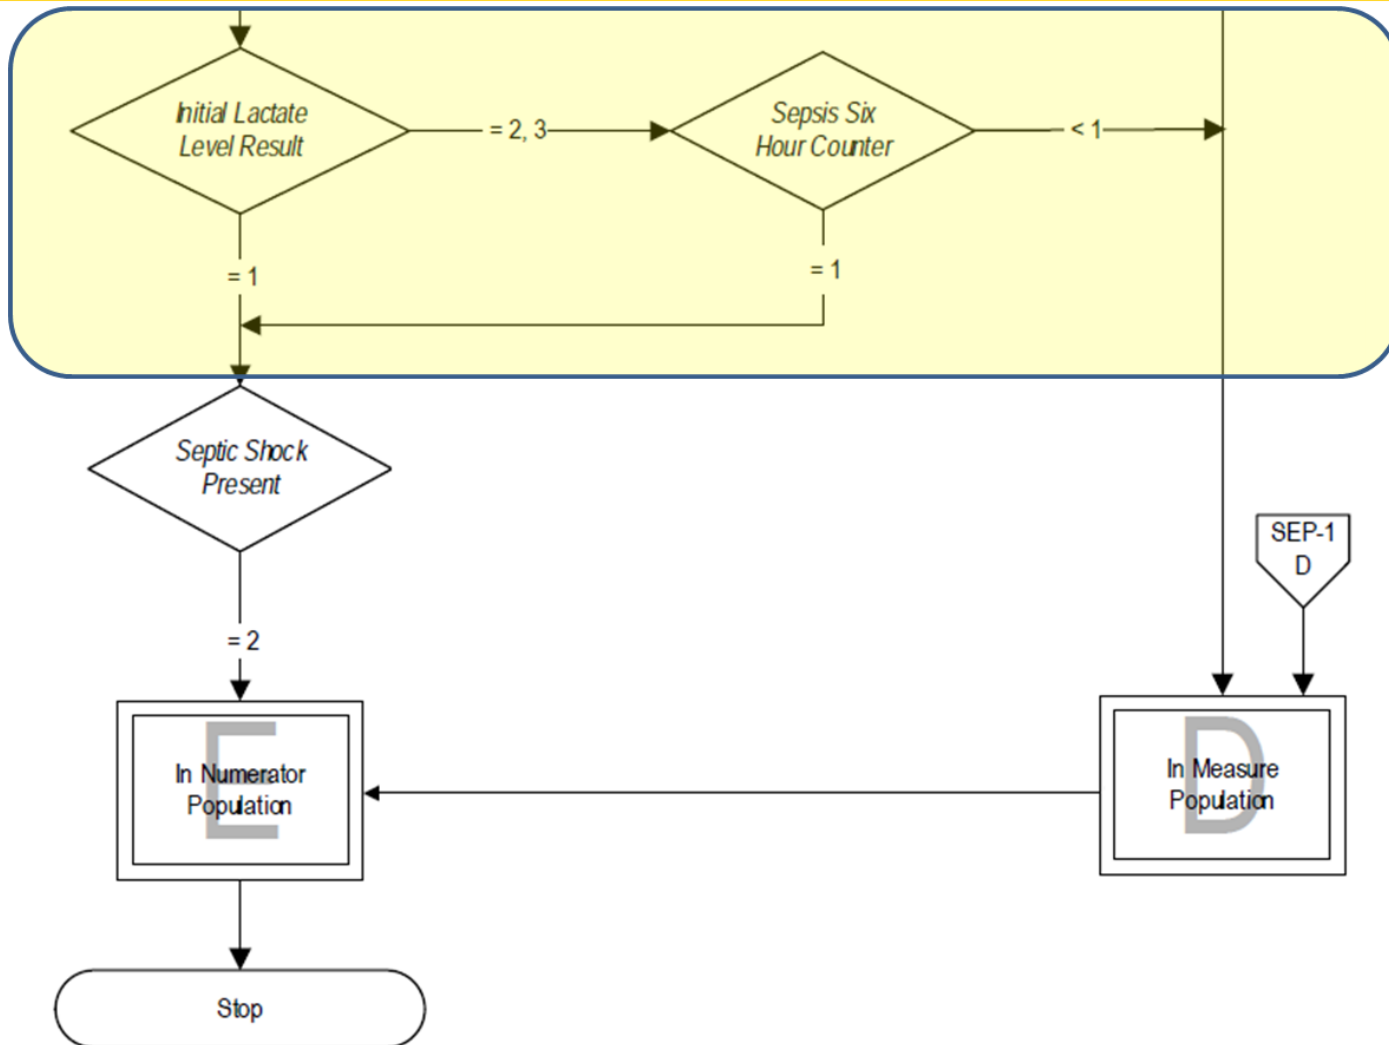 Initial Lactate
Level Result
= 2, 3
Sepsis Six
Hour Counter
< 1
= 1
= 1
Septic Shock
Present
SEP-1
D
= 2
E
In Numerator
Population
D
In Measure
Population
Stop